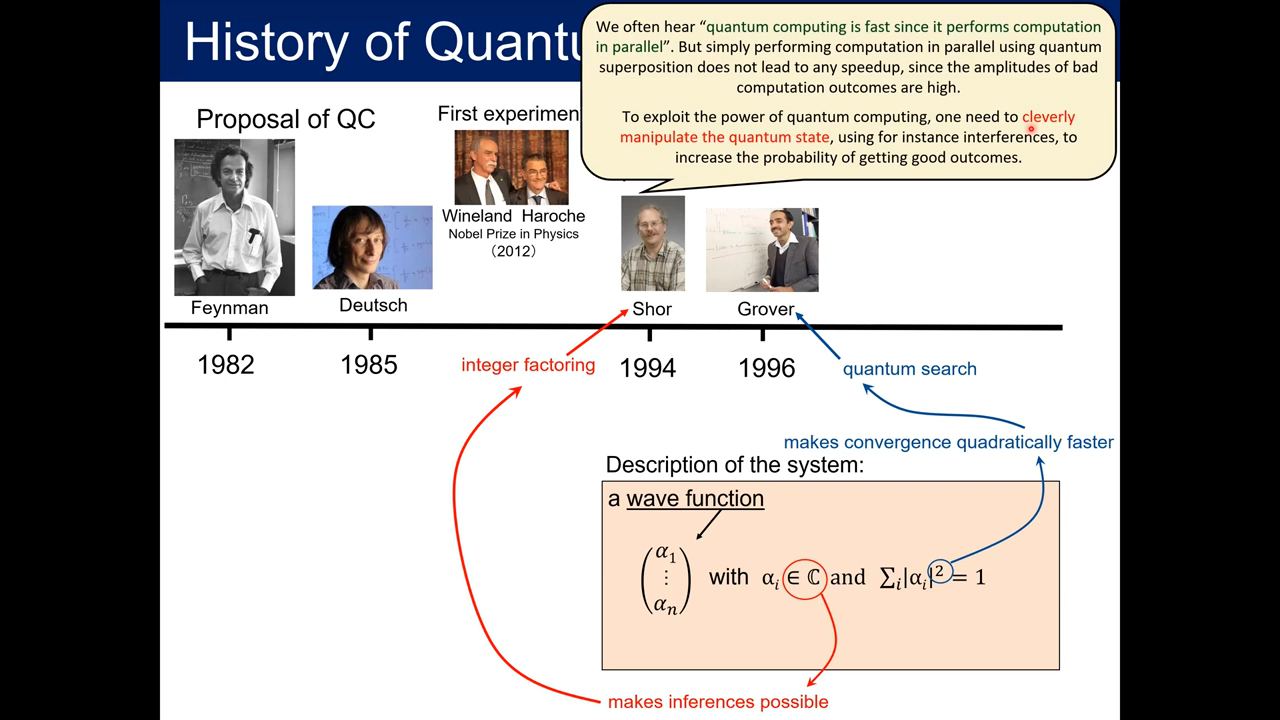 History of Quantu
We often hear “quantum computing is fast since it performs computation
in parallel”. But simply performing computation in parallel using quantum
superposition does not lead to any speedup, since the amplitudes of bad
computation outcomes are high.
To exploit the power of quantum computing, one need to cleverly
manipulate the quantum state, using for instance interferences, to
increase the probability of getting good outcomes.
Proposal of QC
First experimen
Wineland Haroche
Nobel Prize in Physics
(2012)
Feynman
Deutsch
Shor
Grover
1982
1985
integer factoring
1994
1996
quantum search
makes convergence quadratically faster
Description of the system:
a wave function
(α₁ ⋮ αₙ) with αᵢ ∈ ℂ and ∑ᵢ|αᵢ|² = 1
makes inferences possible